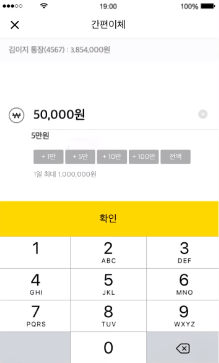 19:00
100%
간편이체
김이지 통장(4567) : 3,854,000원
50,000원
5만원
+ 1만 + 5만 + 10만 + 100만 전액
1일 최대 1,000,000원
확인
1 2 3
ABC DEF
4 5 6
GHI JKL MNO
7 8 9
PQRS TUV WXYZ
0